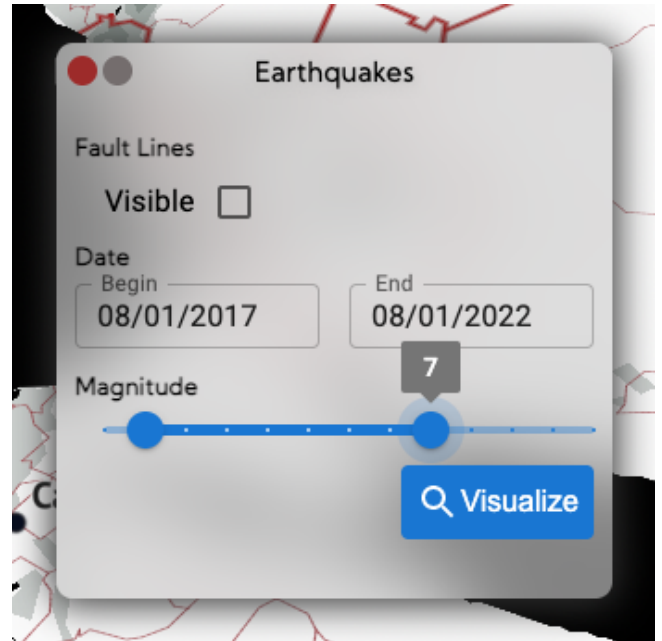 Earthquakes
Fault Lines
Visible
Date
Begin
End
08/01/2017
08/01/2022
7
Magnitude
Visualize